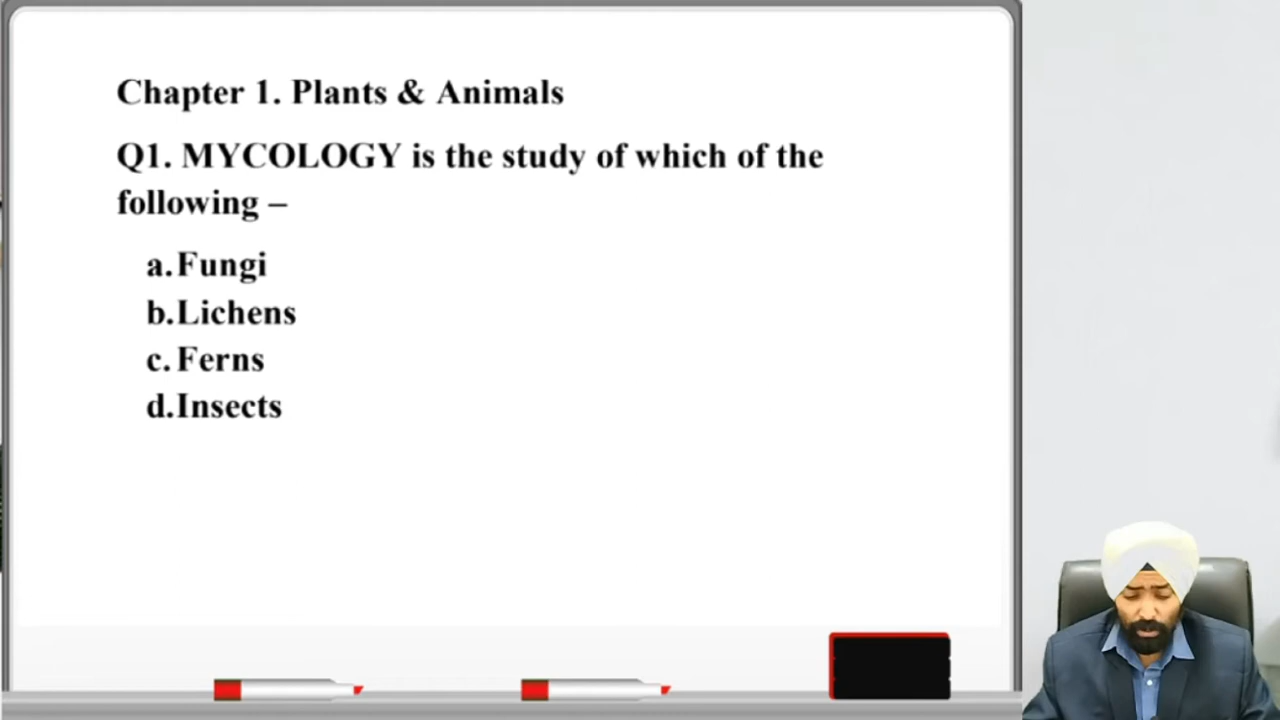 Chapter 1. Plants & Animals
Q1. MYCOLOGY is the study of which of the
following –
a. Fungi
b. Lichens
c. Ferns
d. Insects